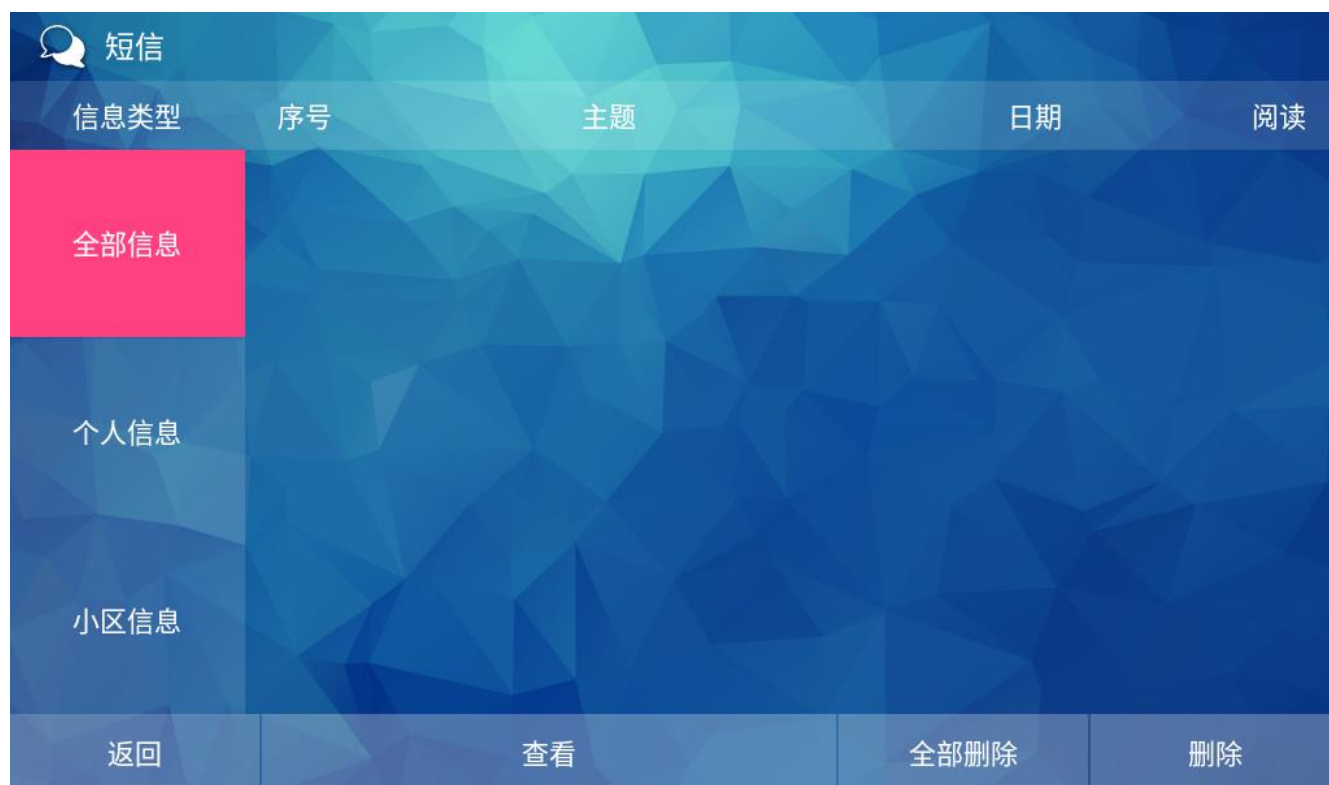 短信
信息类型 序号 主题 日期 阅读
全部信息
个人信息
小区信息
返回 查看 全部删除 删除